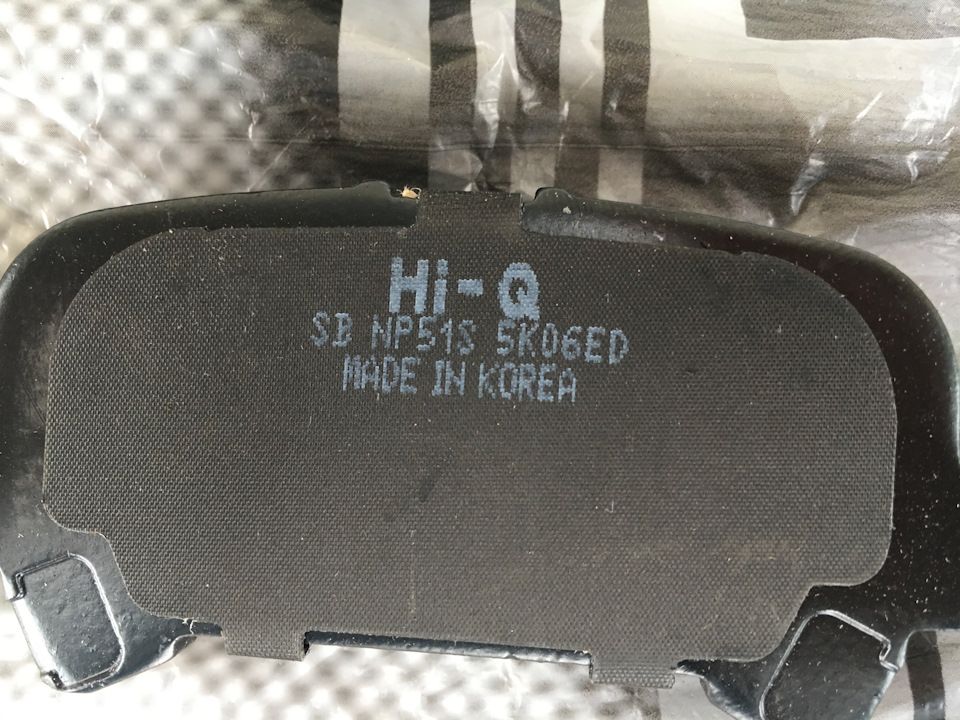 Hi-Q
SB NP51S 5K06ED
MADE IN KOREA